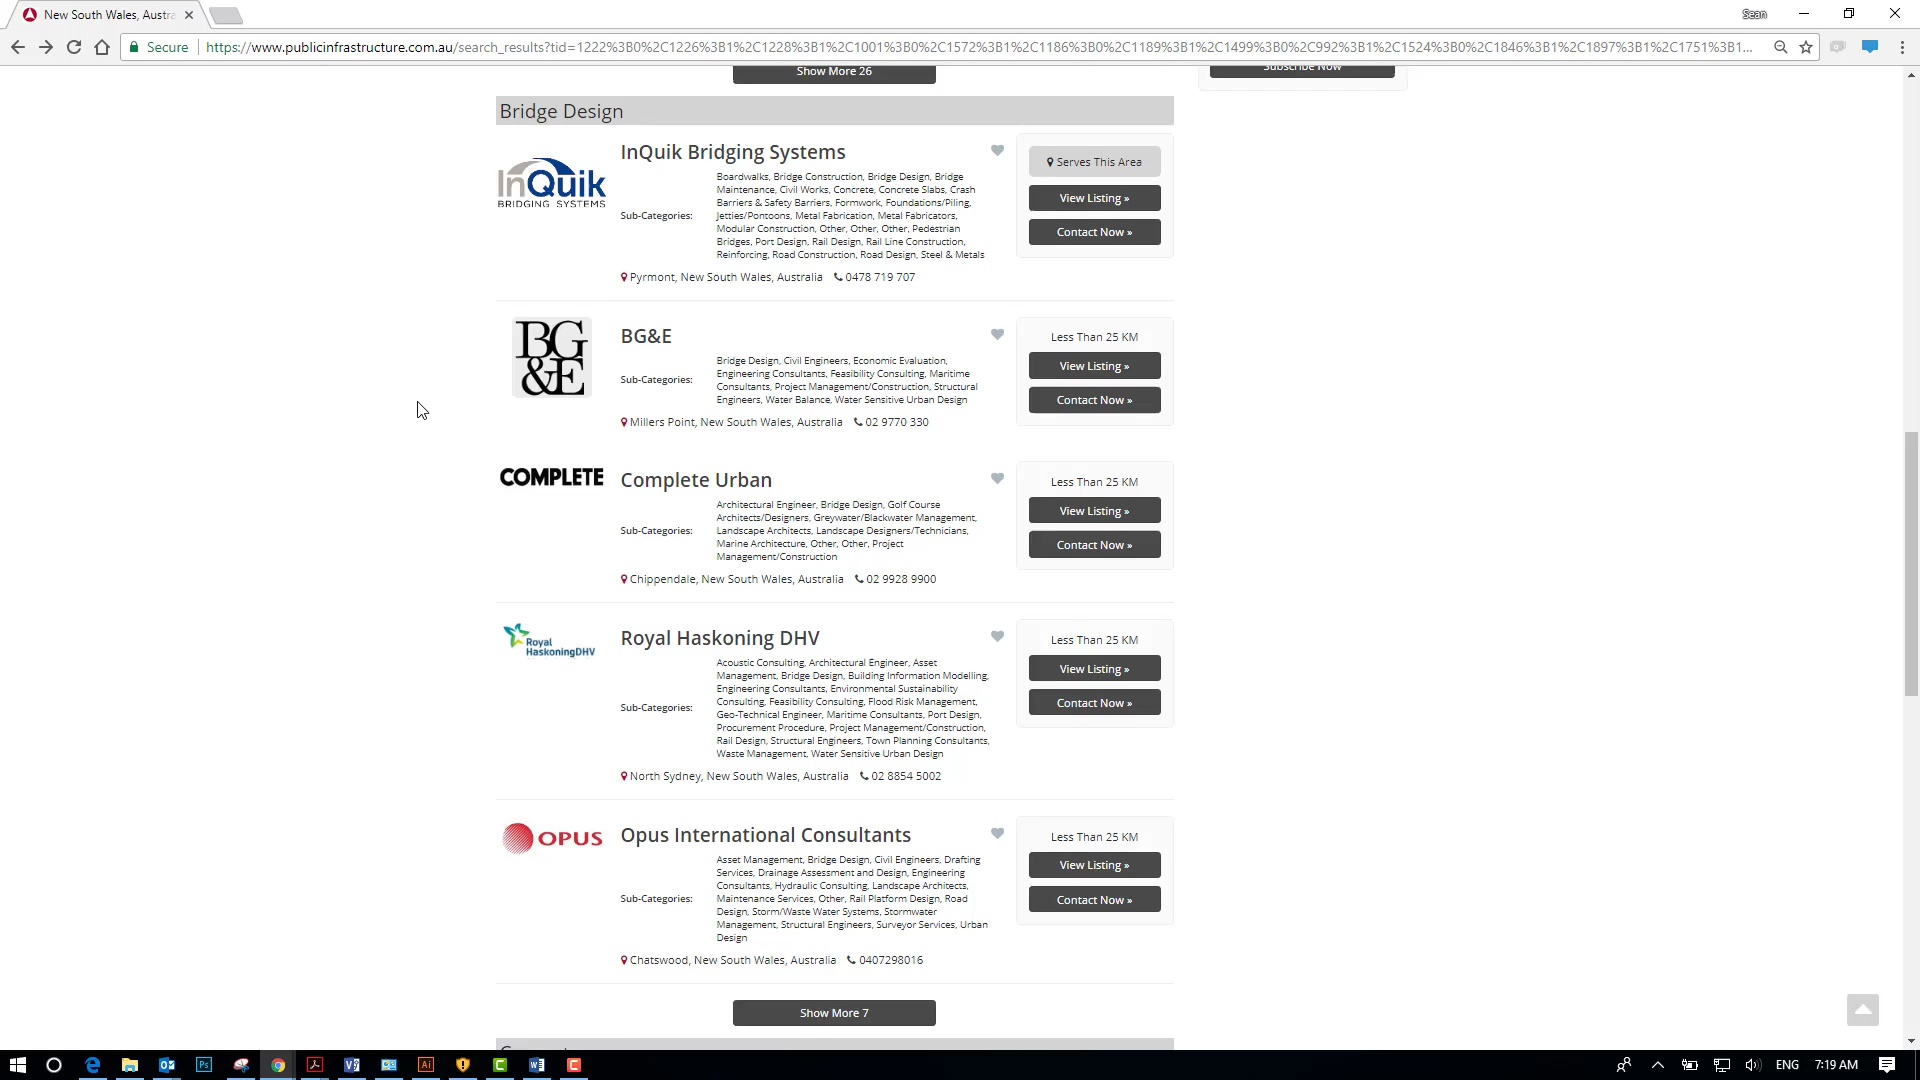 New South Wales, Austra
Sean
Secure
https://www.publicinfrastructure.com.au/search_results?tid=1222%3B0%2C1226%3B1%2C1228%3B1%2C1001%3B0%2C1572%3B1%2C1186%3B0%2C1189%3B1%2C1499%3B0%2C992%3B1%2C1524%3B0%2C1846%3B1%2C1897%3B1%2C1751%3B1...
Show More 26
Subscribe Now
Bridge Design
InQuik
BRIDGING SYSTEMS
InQuik Bridging Systems
Sub-Categories:
Boardwalks, Bridge Construction, Bridge Design, Bridge
Maintenance, Civil Works, Concrete, Concrete Slabs, Crash
Barriers & Safety Barriers, Formwork, Foundations/Piling,
Jetties/Pontoons, Metal Fabrication, Metal Fabricators,
Modular Construction, Other, Other, Other, Pedestrian
Bridges, Port Design, Rail Design, Rail Line Construction,
Reinforcing, Road Construction, Road Design, Steel & Metals
Pyrmont, New South Wales, Australia 0478 719 707
Serves This Area
View Listing »
Contact Now »
BG
&E
BG&E
Sub-Categories:
Bridge Design, Civil Engineers, Economic Evaluation,
Engineering Consultants, Feasibility Consulting, Maritime
Consultants, Project Management/Construction, Structural
Engineers, Water Balance, Water Sensitive Urban Design
Millers Point, New South Wales, Australia 02 9770 330
Less Than 25 KM
View Listing »
Contact Now »
COMPLETE
Complete Urban
Sub-Categories:
Architectural Engineer, Bridge Design, Golf Course
Architects/Designers, Greywater/Blackwater Management,
Landscape Architects, Landscape Designers/Technicians,
Marine Architecture, Other, Other, Project
Management/Construction
Chippendale, New South Wales, Australia 02 9928 9900
Less Than 25 KM
View Listing »
Contact Now »
Royal
HaskoningDHV
Royal Haskoning DHV
Sub-Categories:
Acoustic Consulting, Architectural Engineer, Asset
Management, Bridge Design, Building Information Modelling,
Engineering Consultants, Environmental Sustainability
Consulting, Feasibility Consulting, Flood Risk Management,
Geo-Technical Engineer, Maritime Consultants, Port Design,
Procurement Procedure, Project Management/Construction,
Rail Design, Structural Engineers, Town Planning Consultants,
Waste Management, Water Sensitive Urban Design
North Sydney, New South Wales, Australia 02 8854 5002
Less Than 25 KM
View Listing »
Contact Now »
OPUS
Opus International Consultants
Sub-Categories:
Asset Management, Bridge Design, Civil Engineers, Drafting
Services, Drainage Assessment and Design, Engineering
Consultants, Hydraulic Consulting, Landscape Architects,
Maintenance Services, Other, Rail Platform Design, Road
Design, Storm/Waste Water Systems, Stormwater
Management, Structural Engineers, Surveyor Services, Urban
Design
Chatswood, New South Wales, Australia 0407298016
Less Than 25 KM
View Listing »
Contact Now »
Show More 7
ENG
7:19 AM